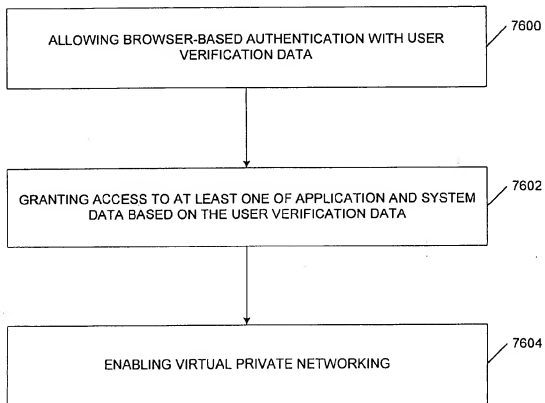 ALLOWING BROWSER-BASED AUTHENTICATION WITH USER
VERIFICATION DATA
7600
GRANTING ACCESS TO AT LEAST ONE OF APPLICATION AND SYSTEM
DATA BASED ON THE USER VERIFICATION DATA
7602
ENABLING VIRTUAL PRIVATE NETWORKING
7604